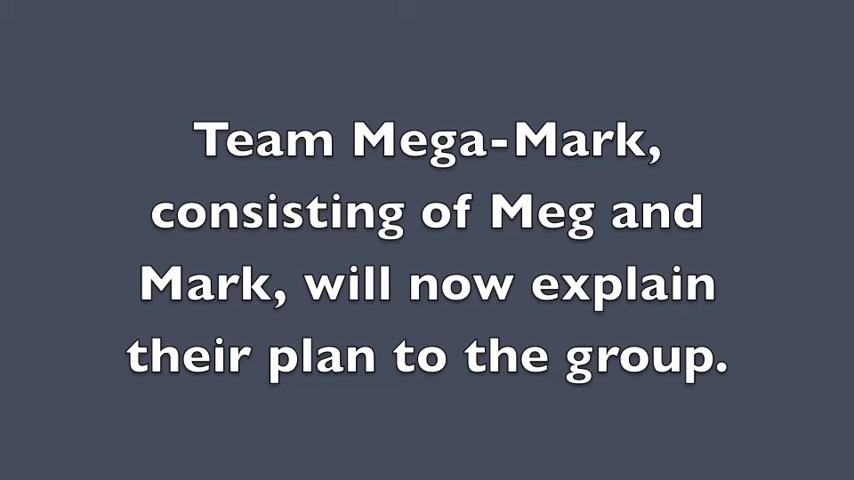 Team Mega-Mark,
consisting of Meg and
Mark, will now explain
their plan to the group.